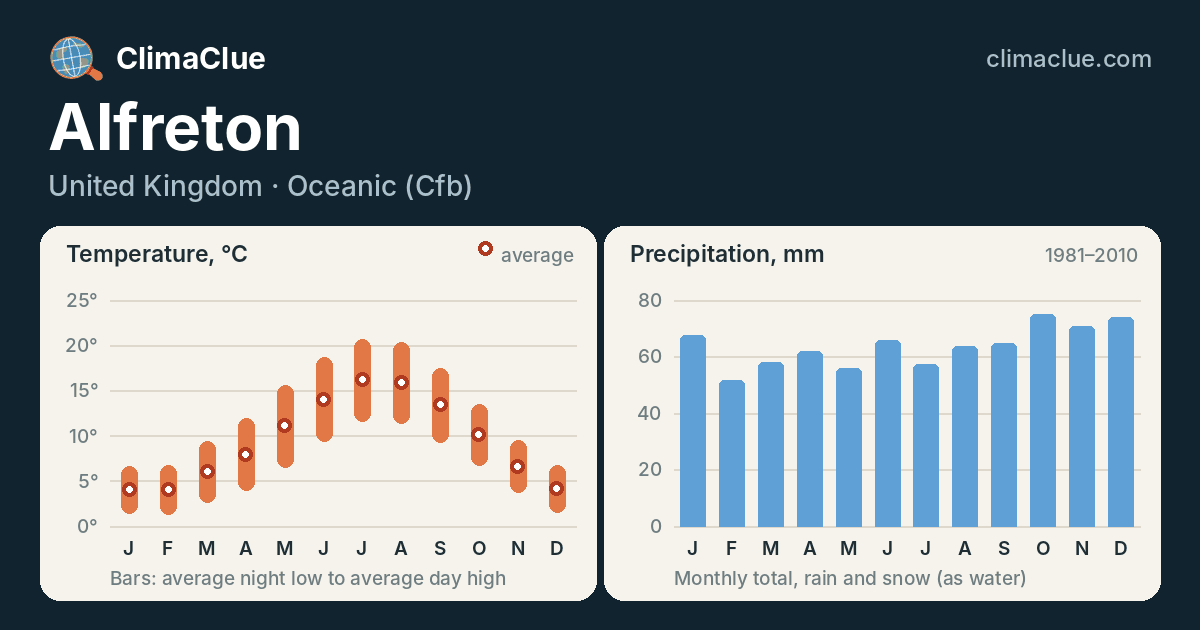 ClimaClue
climaclue.com
Alfreton
United Kingdom · Oceanic (Cfb)
Temperature, °C
average
25°
20°
15°
10°
5°
0°
J F M A M J J A S O N D
Bars: average night low to average day high
Precipitation, mm
1981–2010
80
60
40
20
0
J F M A M J J A S O N D
Monthly total, rain and snow (as water)